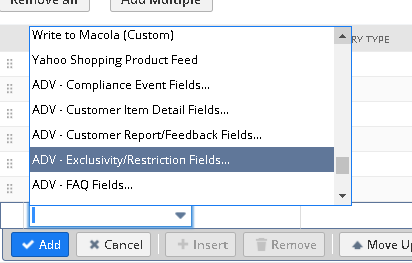 Remove all Add Multiple
Write to Macola (Custom)
RY TYPE
Yahoo Shopping Product Feed
ADV - Compliance Event Fields...
ADV - Customer Item Detail Fields...
ADV - Customer Report/Feedback Fields...
ADV - Exclusivity/Restriction Fields...
ADV - FAQ Fields...
Add Cancel Insert Remove Move Up